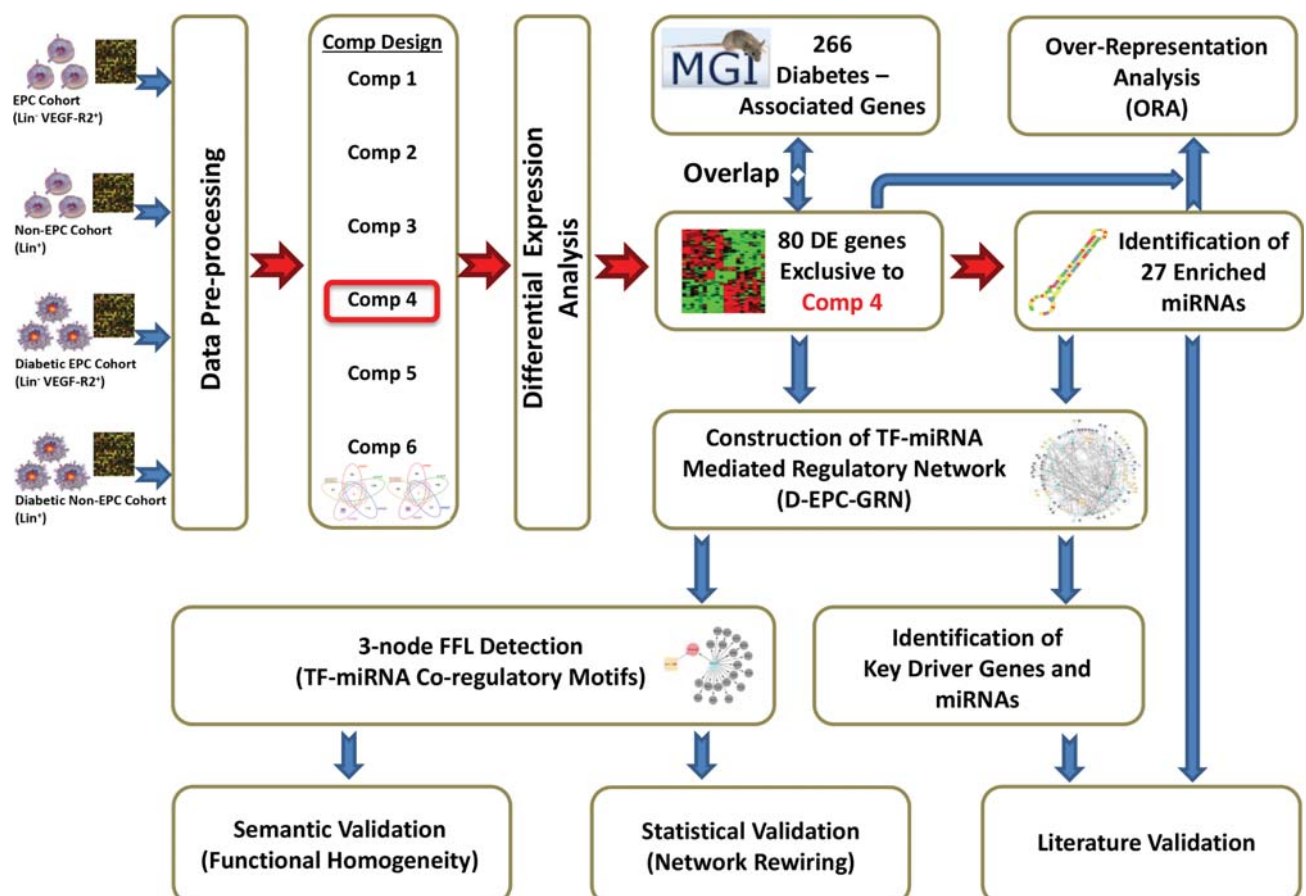 EPC Cohort
(Lin⁻ VEGF-R2⁺)
Non-EPC Cohort
(Lin⁺)
Diabetic EPC Cohort
(Lin⁻ VEGF-R2⁺)
Diabetic Non-EPC Cohort
(Lin⁺)
Data Pre-processing
Comp Design
Comp 1
Comp 2
Comp 3
Comp 4
Comp 5
Comp 6
Differential Expression
Analysis
MGI
266
Diabetes –
Associated Genes
Overlap
80 DE genes
Exclusive to
Comp 4
Over-Representation
Analysis
(ORA)
Identification of
27 Enriched
miRNAs
Construction of TF-miRNA
Mediated Regulatory Network
(D-EPC-GRN)
3-node FFL Detection
(TF-miRNA Co-regulatory Motifs)
Identification of
Key Driver Genes and
miRNAs
Semantic Validation
(Functional Homogeneity)
Statistical Validation
(Network Rewiring)
Literature Validation